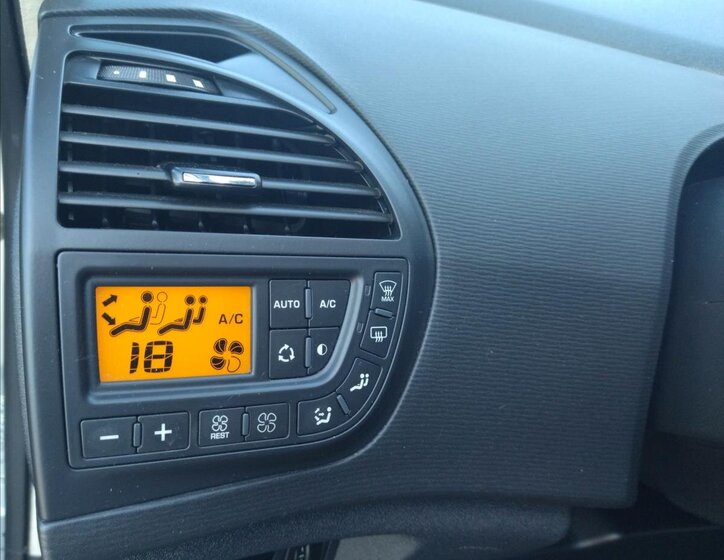 A/C
18
AUTO
A/C
MAX
- +
REST